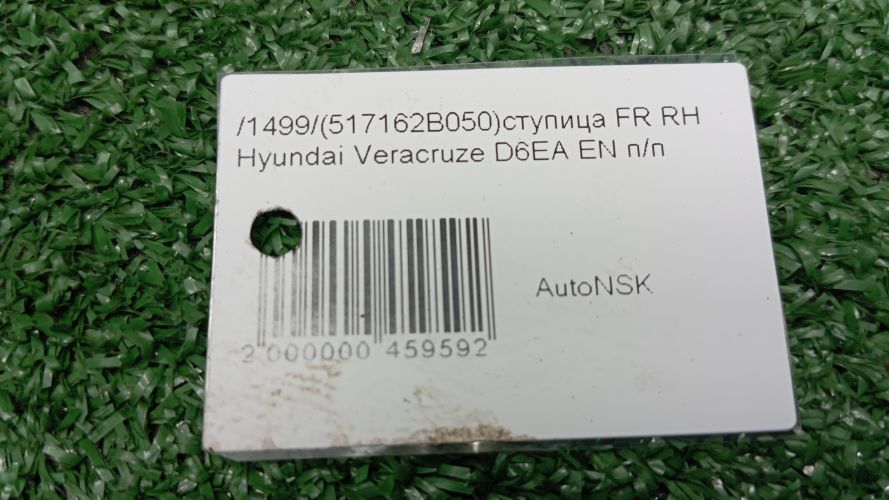 /1499/(517162B050)ступица FR RH
Hyundai Veracruze D6EA EN п/п
AutoNSK
2 000000 459592